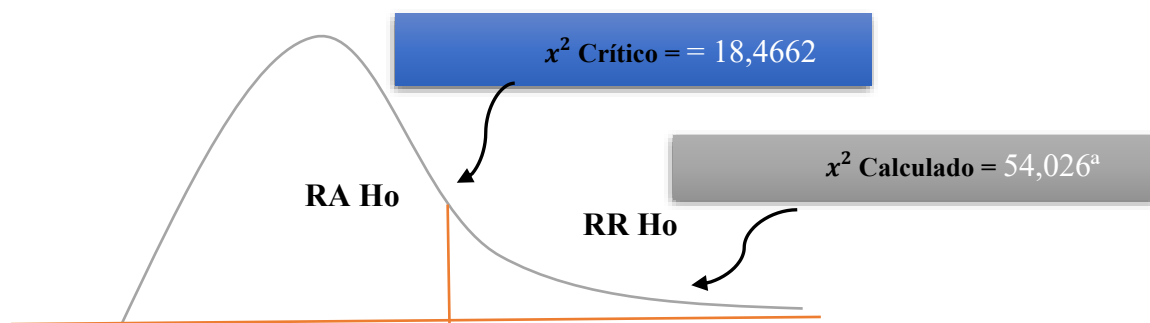 𝒙² Crítico = = 18,4662
𝒙² Calculado = 54,026ª
RA Ho
RR Ho